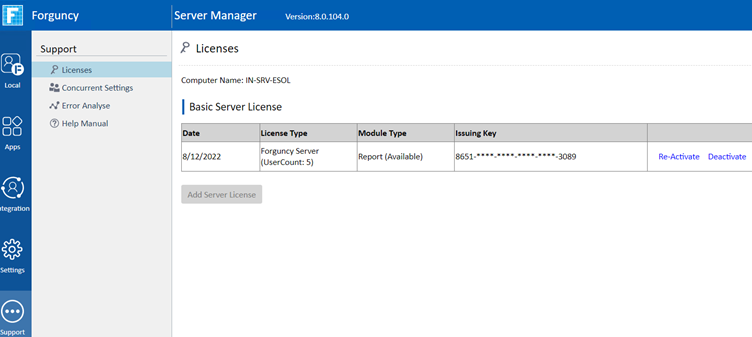 Forguncy
Server Manager Version:8.0.104.0
Local
Apps
ntegration
Settings
Support
Support
Licenses
Concurrent Settings
Error Analyse
Help Manual
Licenses
Computer Name: IN-SRV-ESOL
Basic Server License
Date License Type Module Type Issuing Key
8/12/2022 Forguncy Server (UserCount: 5) Report (Available) 8651-****-****-****-****-3089 Re-Activate Deactivate
Add Server License